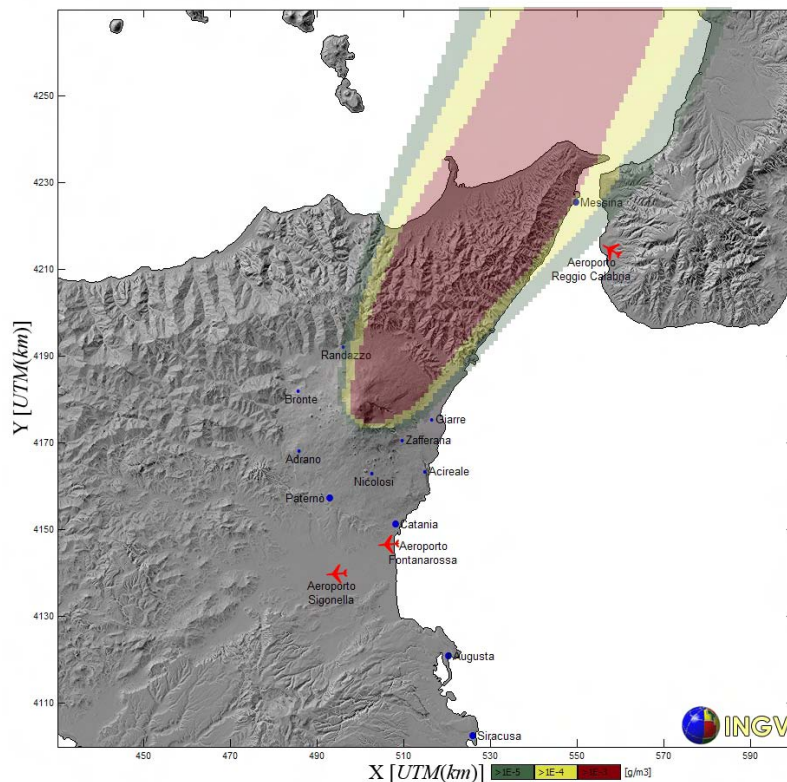 4250
4230
Messina
4210
Aeroporto
Reggio Calabria
4190
Randazzo
Y [UTM(km)]
Bronte
Giarre
4170
Zafferana
Adrano
Acireale
Nicolosi
Paternò
4150
Catania
Aeroporto
Fontanarossa
Aeroporto
Sigonella
4130
Augusta
4110
Siracusa
INGV
450
470
490
510
530
550
570
590
X [UTM(km)]
>1E-5
>1E-4
[g/m3]